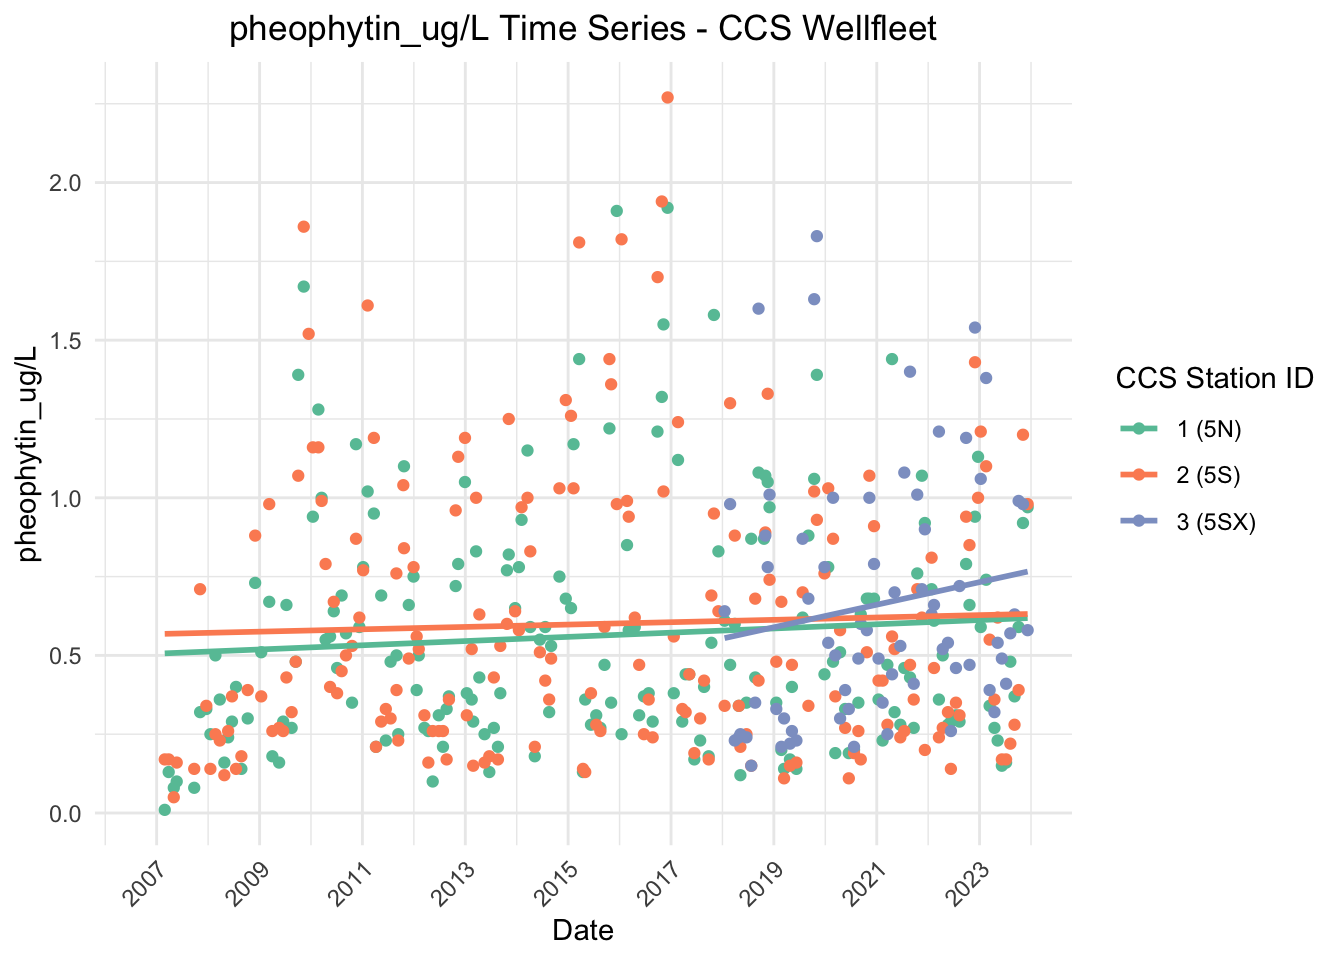 pheophytin_ug/L Time Series - CCS Wellfleet
pheophytin_ug/L
2.0
1.5
1.0
0.5
0.0
2007
2009
2011
2013
2015
2017
2019
2021
2023
Date
CCS Station ID
1 (5N)
2 (5S)
3 (5SX)